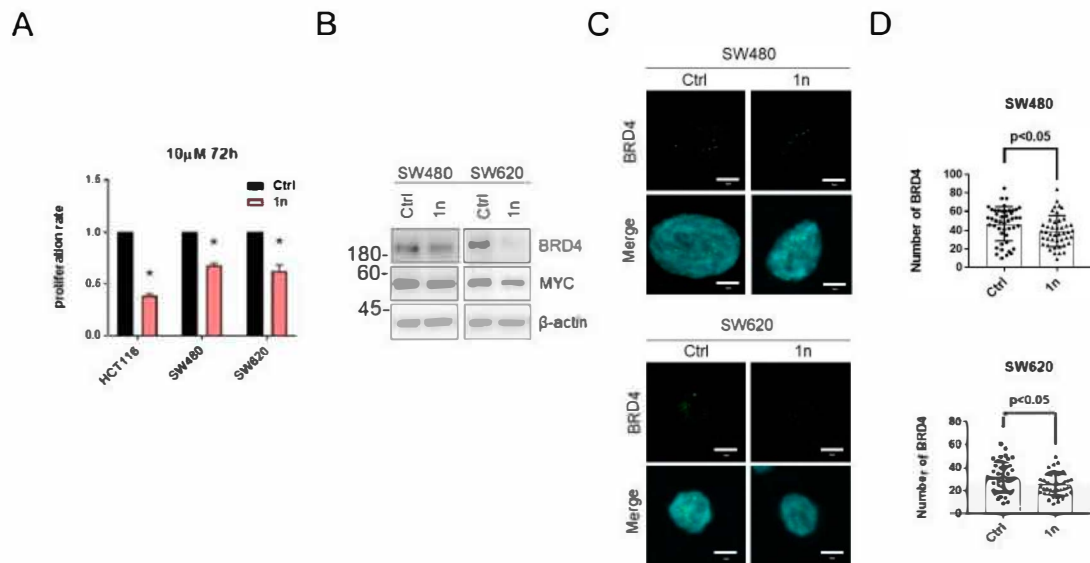 A
B
C
D
10μM 72h
proliferation rate
1.5
1.0
0.5
0.0
Ctrl
1n
*
*
*
HCT116
SW480
SW620
SW480 SW620
Ctrl 1n Ctrl 1n
180- BRD4
60- MYC
45- β-actin
SW480
Ctrl 1n
BRD4
Merge
SW620
Ctrl 1n
BRD4
Merge
SW480
p<0.05
Number of BRD4
100
80
60
40
20
0
Ctrl 1n
SW620
p<0.05
Number of BRD4
80
60
40
20
0
Ctrl 1n